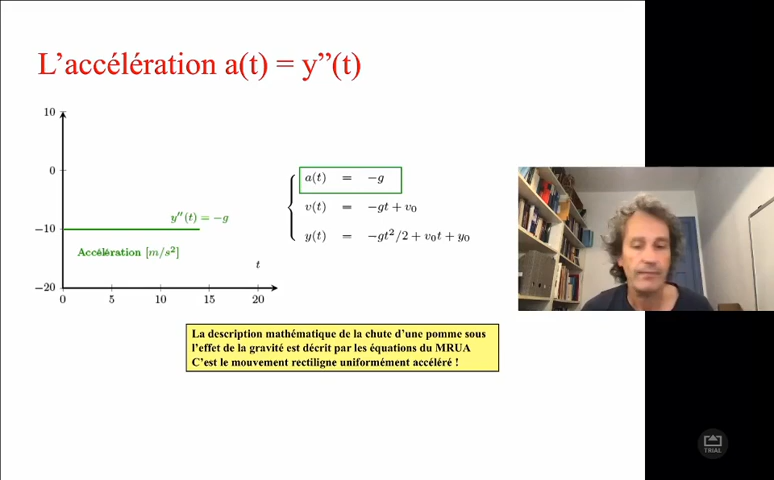 L’accélération a(t) = y’’(t)
10
0
−10
−20
0 5 10 15 20
y′′(t) = −g
Accélération [m/s²]
t
a(t) = −g
v(t) = −gt + v₀
y(t) = −gt²/2 + v₀t + y₀
La description mathématique de la chute d’une pomme sous
l’effet de la gravité est décrit par les équations du MRUA
C’est le mouvement rectiligne uniformément accéléré !
TRIAL